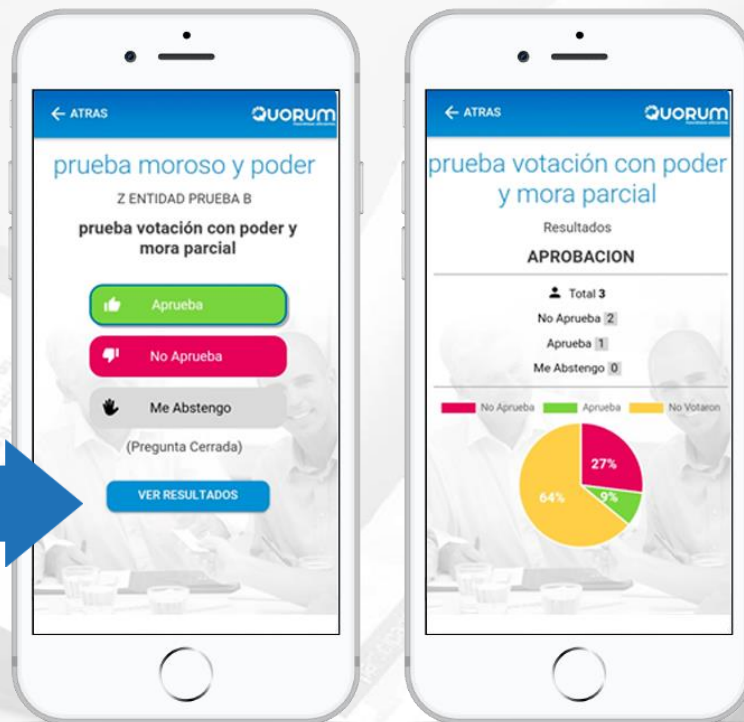 ← ATRAS
QUORUM
prueba moroso y poder
Z ENTIDAD PRUEBA B
prueba votación con poder y
mora parcial
Aprueba
No Aprueba
Me Abstengo
(Pregunta Cerrada)
VER RESULTADOS
← ATRAS
QUORUM
prueba votación con poder
y mora parcial
Resultados
APROBACION
Total 3
No Aprueba 2
Aprueba 1
Me Abstengo 0
No Aprueba Aprueba No Votaron
27%
64% 9%